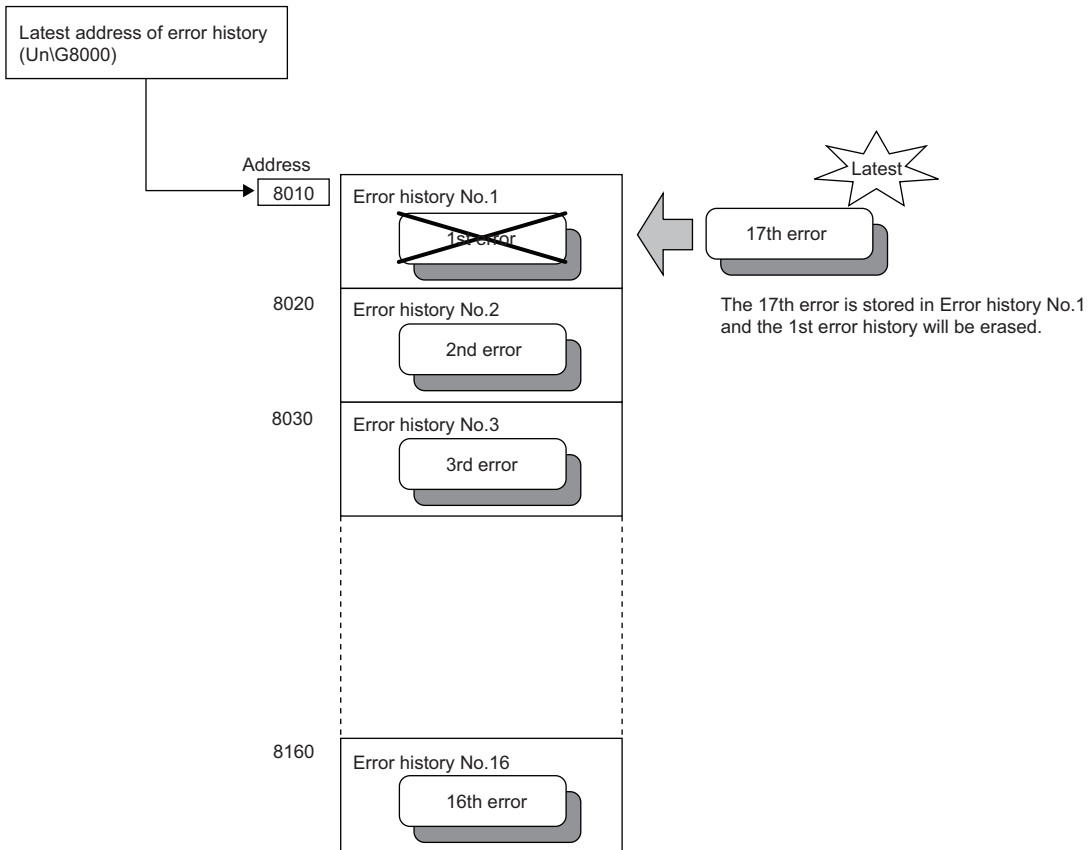 Latest address of error history
(Un\G8000)
Address
8010
Error history No.1
1st error
Latest
17th error
The 17th error is stored in Error history No.1
and the 1st error history will be erased.
8020
Error history No.2
2nd error
8030
Error history No.3
3rd error
8160
Error history No.16
16th error